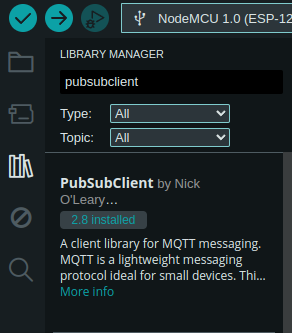 NodeMCU 1.0 (ESP-12
LIBRARY MANAGER
pubsubclient
Type: All
Topic: All
PubSubClient by Nick
O'Leary…
2.8 installed
A client library for MQTT messaging.
MQTT is a lightweight messaging
protocol ideal for small devices. Thi...
More info